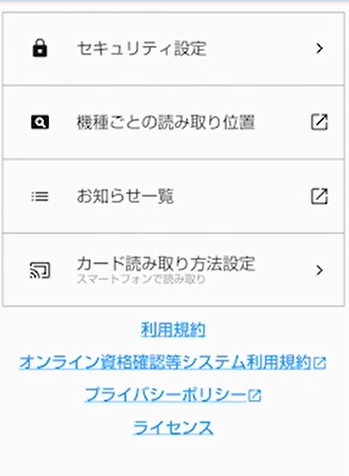 セキュリティ設定
機種ごとの読み取り位置
お知らせ一覧
カード読み取り方法設定
スマートフォンで読み取り
利用規約
オンライン資格確認等システム利用規約
プライバシーポリシー
ライセンス